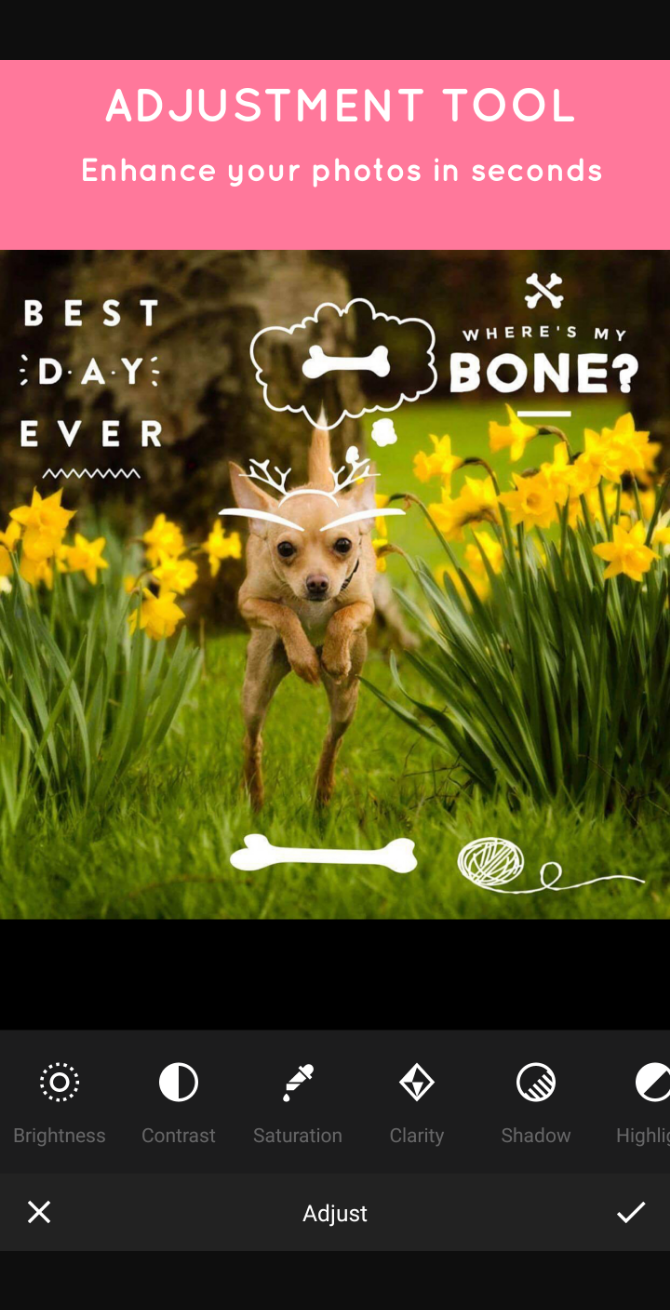 ADJUSTMENT TOOL
Enhance your photos in seconds
BEST
D·A·Y
EVER
WHERE'S MY
BONE?
Brightness
Contrast
Saturation
Clarity
Shadow
Highlig
Adjust